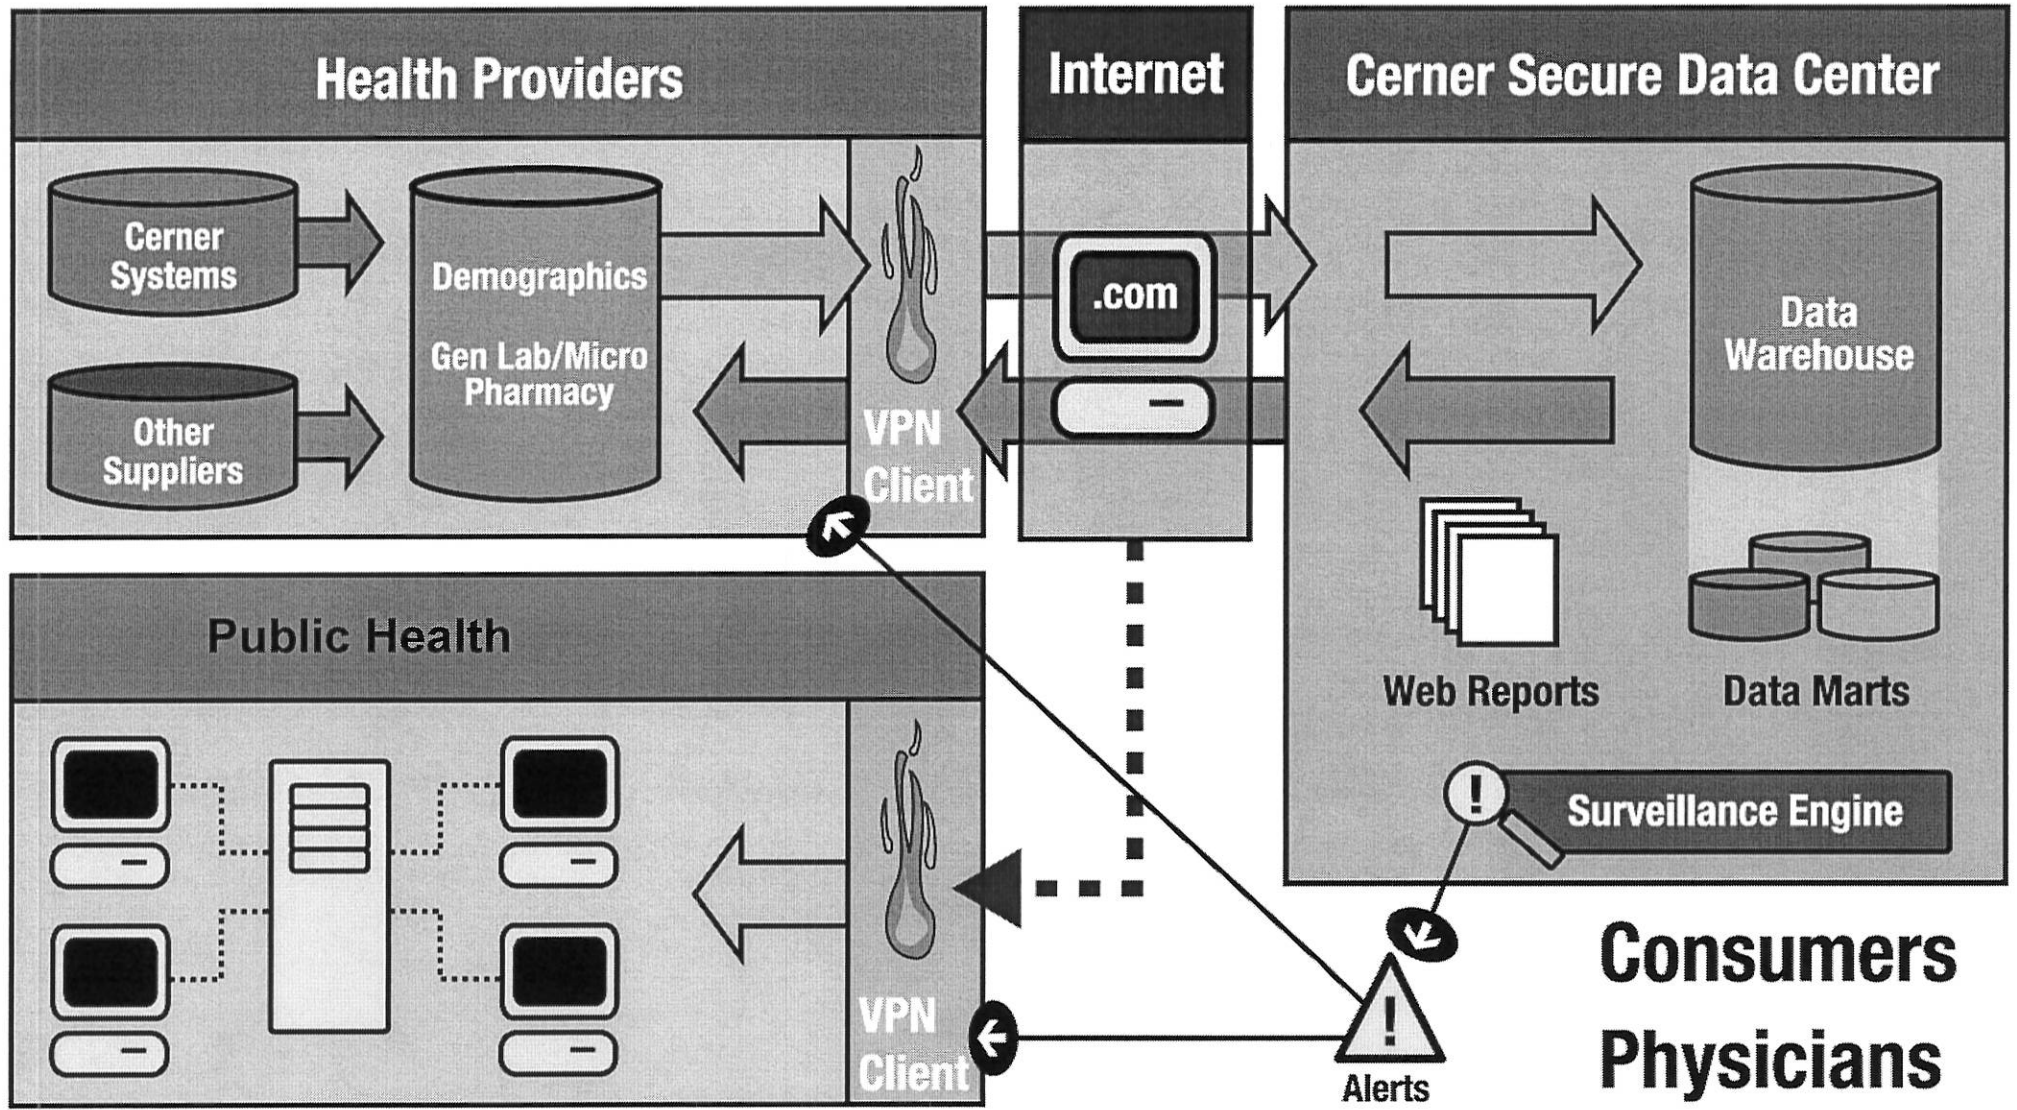 Health Providers
Internet
Cerner Secure Data Center
Cerner
Systems
Demographics
Gen Lab/Micro
Pharmacy
Other
Suppliers
VPN
Client
.com
Data
Warehouse
Web Reports
Data Marts
! Surveillance Engine
Public Health
VPN
Client
!
Alerts
Consumers
Physicians